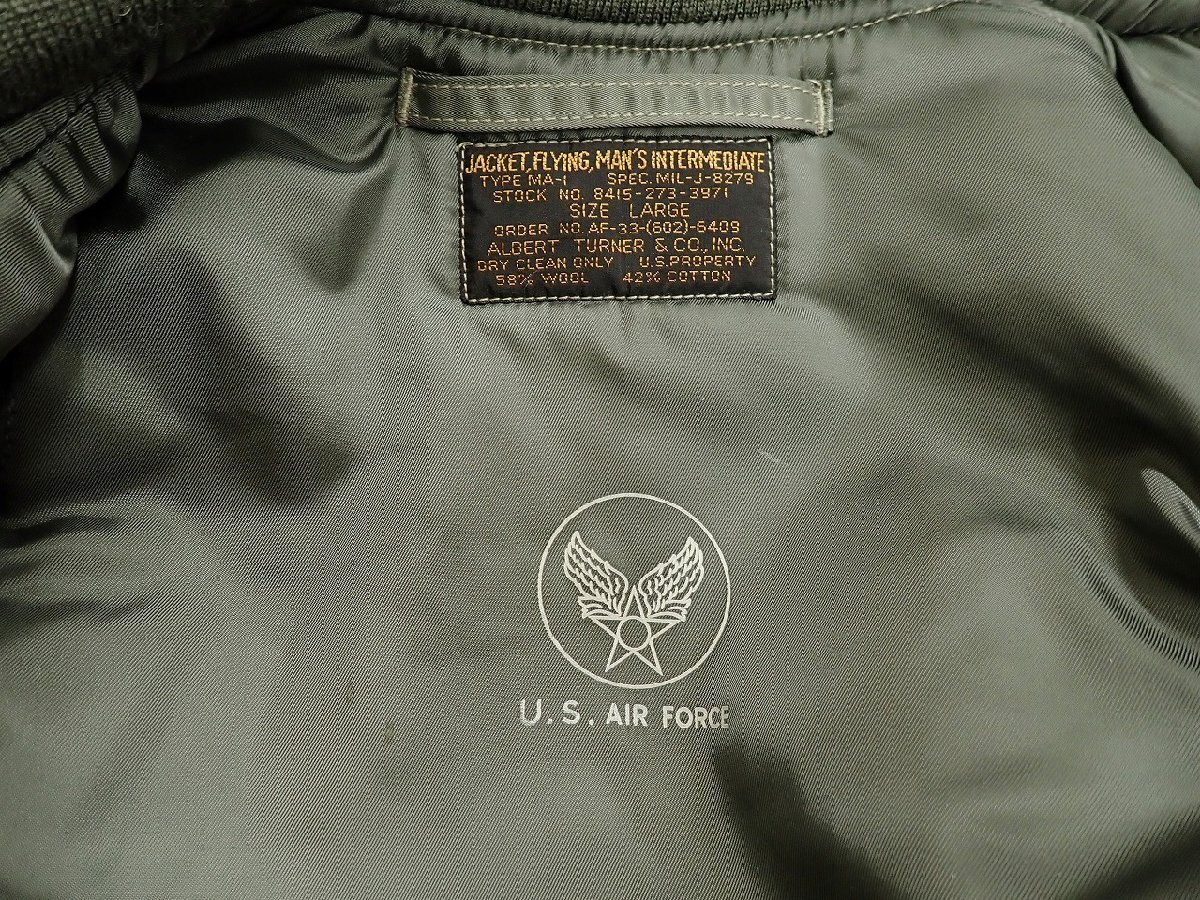 JACKET, FLYING, MAN'S INTERMEDIATE
TYPE MA-1 SPEC. MIL-J-8279
STOCK NO. 8415-273-3971
SIZE LARGE
ORDER NO. AF-33-(602)-6409
ALBERT TURNER & CO., INC.
DRY CLEAN ONLY U.S. PROPERTY
58% WOOL 42% COTTON
U.S. AIR FORCE